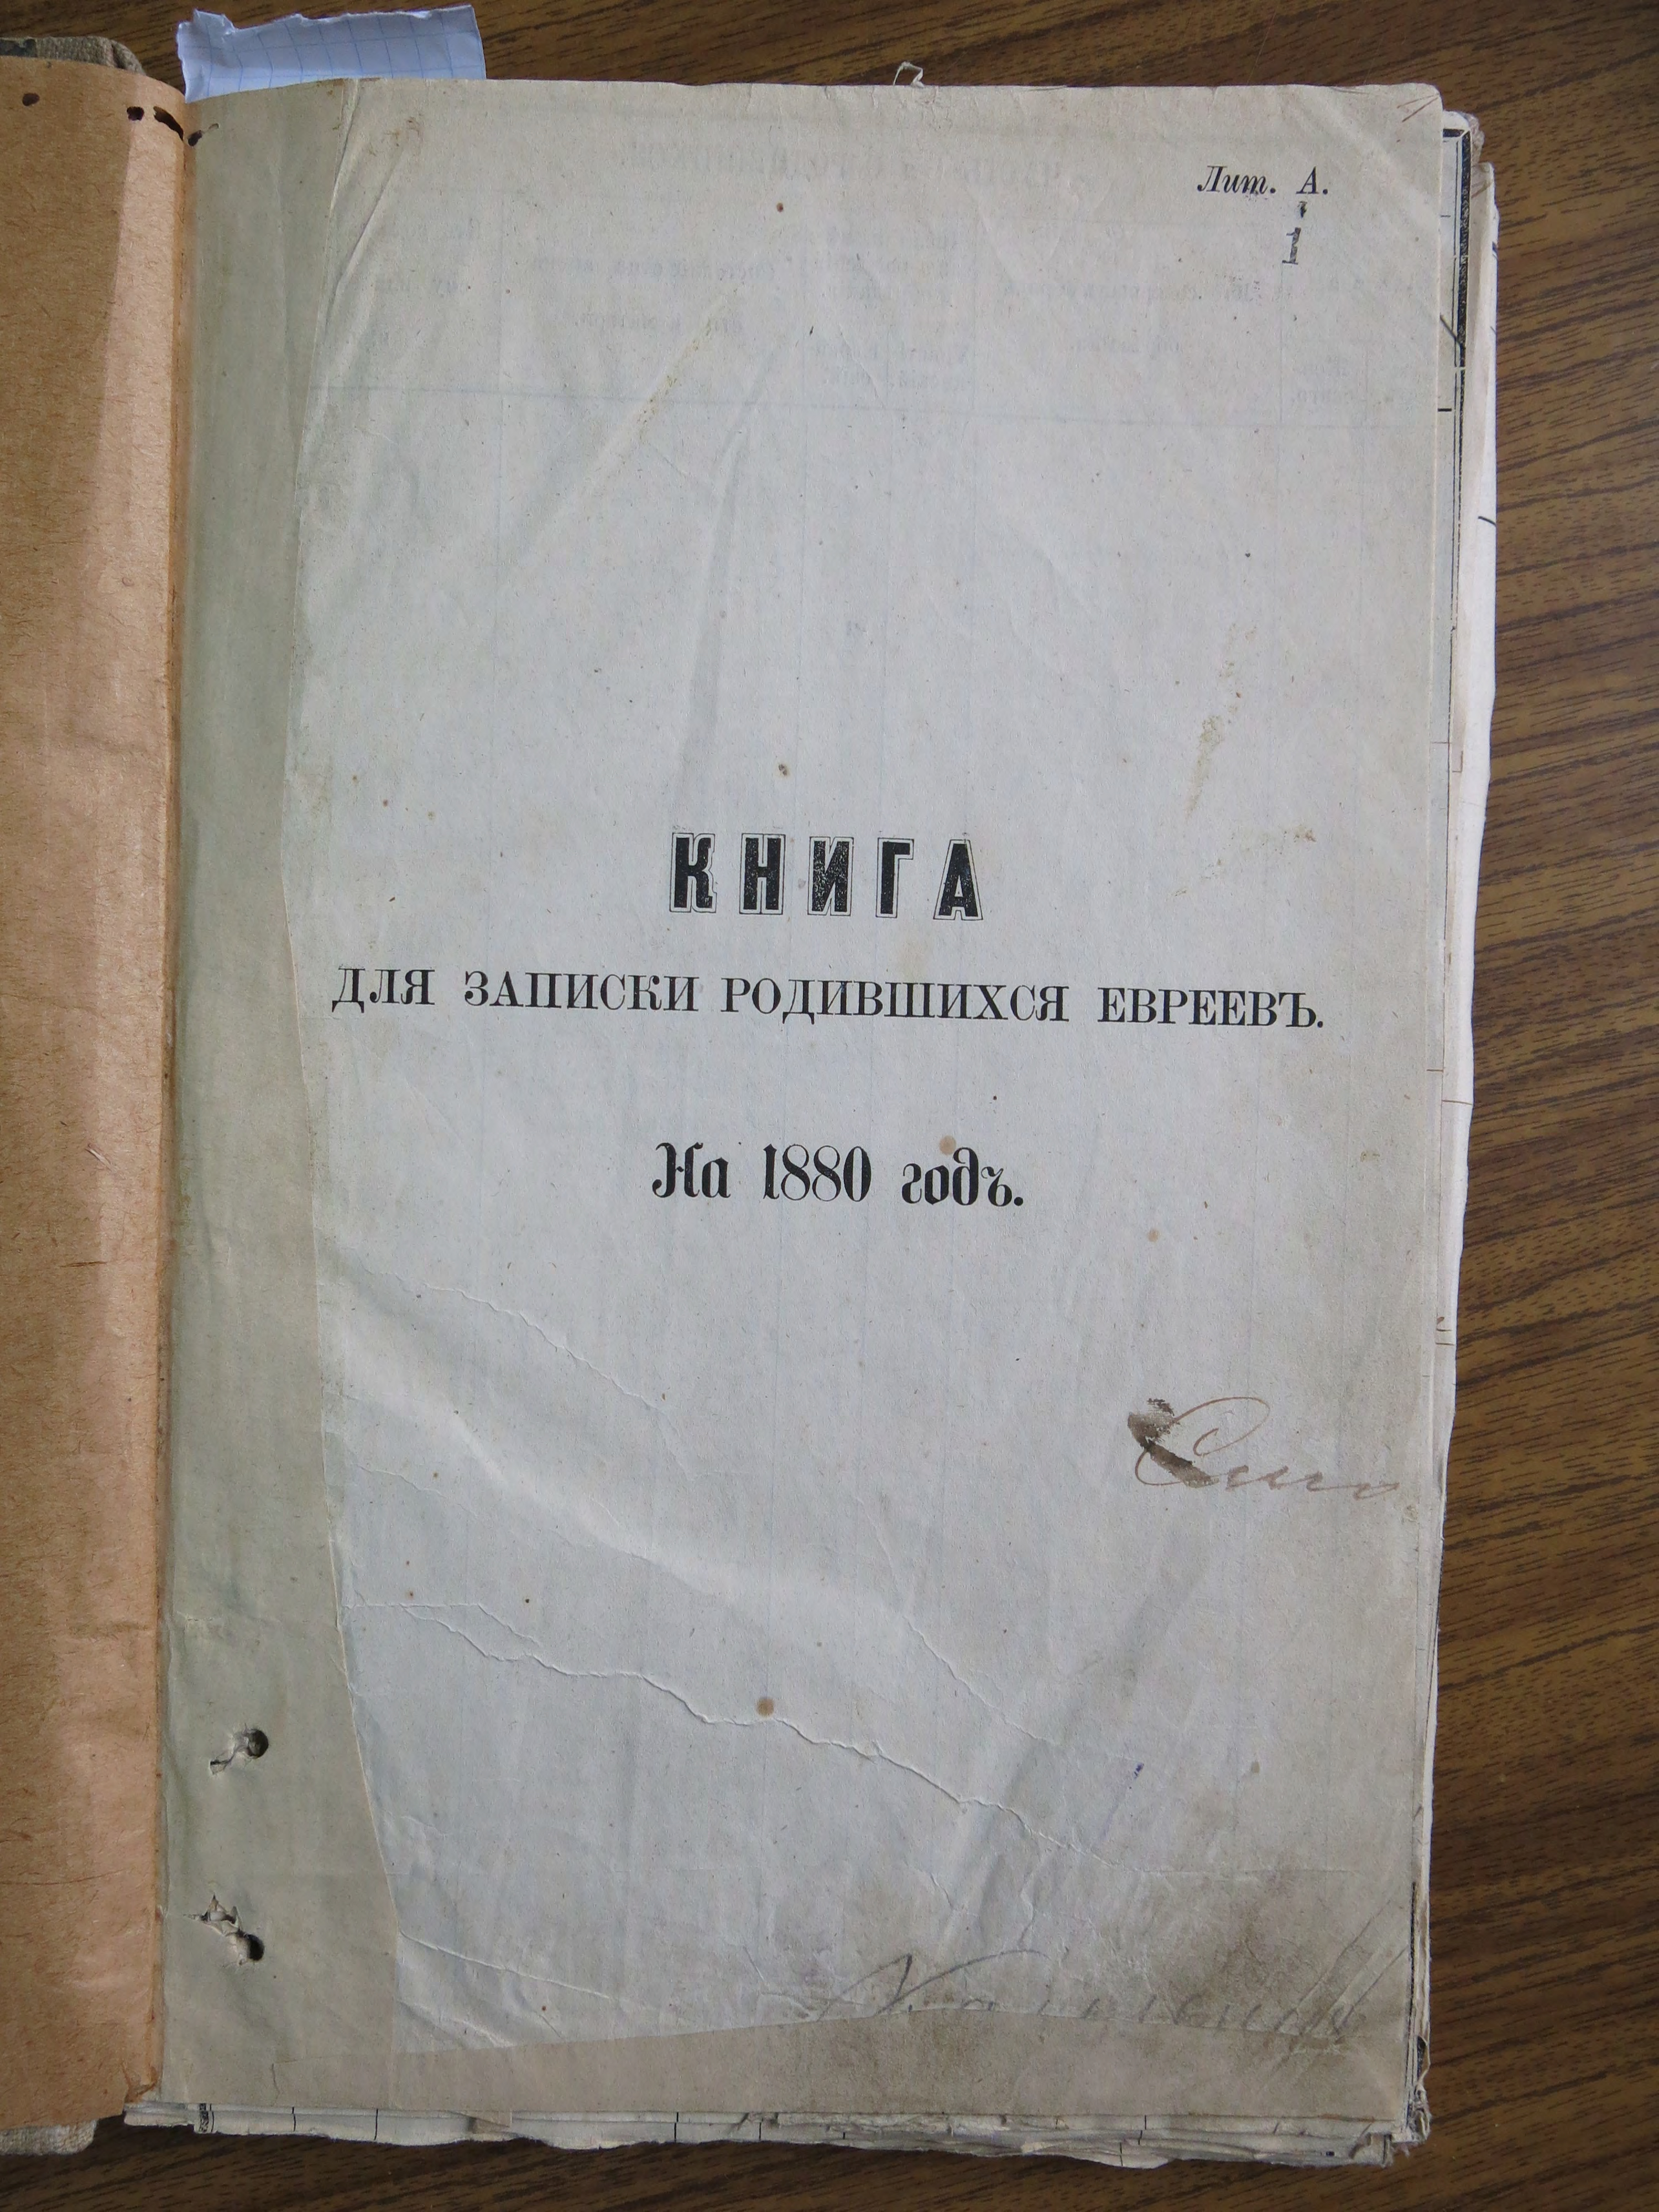 Лит. А.
1
КНИГА
ДЛЯ ЗАПИСКИ РОДИВШИХСЯ ЕВРЕЕВЪ.
На 1880 годъ.